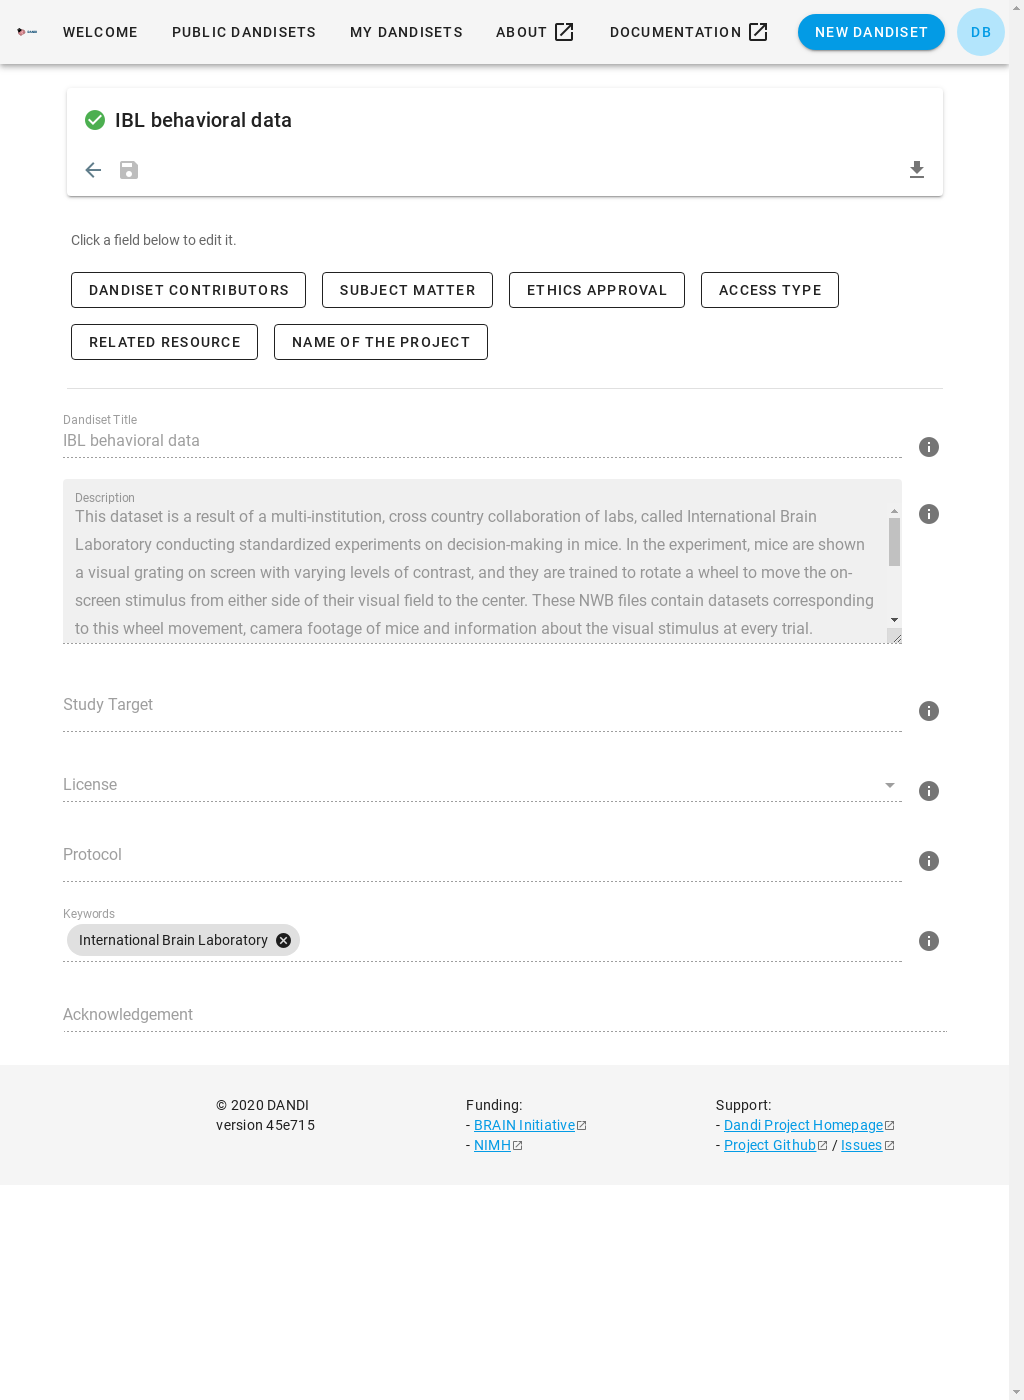 WELCOME PUBLIC DANDISETS MY DANDISETS ABOUT DOCUMENTATION NEW DANDISET DB
IBL behavioral data
Click a field below to edit it.
DANDISET CONTRIBUTORS SUBJECT MATTER ETHICS APPROVAL ACCESS TYPE
RELATED RESOURCE NAME OF THE PROJECT
Dandiset Title
IBL behavioral data
Description
This dataset is a result of a multi-institution, cross country collaboration of labs, called International Brain
Laboratory conducting standardized experiments on decision-making in mice. In the experiment, mice are shown
a visual grating on screen with varying levels of contrast, and they are trained to rotate a wheel to move the on-
screen stimulus from either side of their visual field to the center. These NWB files contain datasets corresponding
to this wheel movement, camera footage of mice and information about the visual stimulus at every trial.
Study Target
License
Protocol
Keywords
International Brain Laboratory
Acknowledgement
© 2020 DANDI
version 45e715
Funding:
- BRAIN Initiative
- NIMH
Support:
- Dandi Project Homepage
- Project Github / Issues